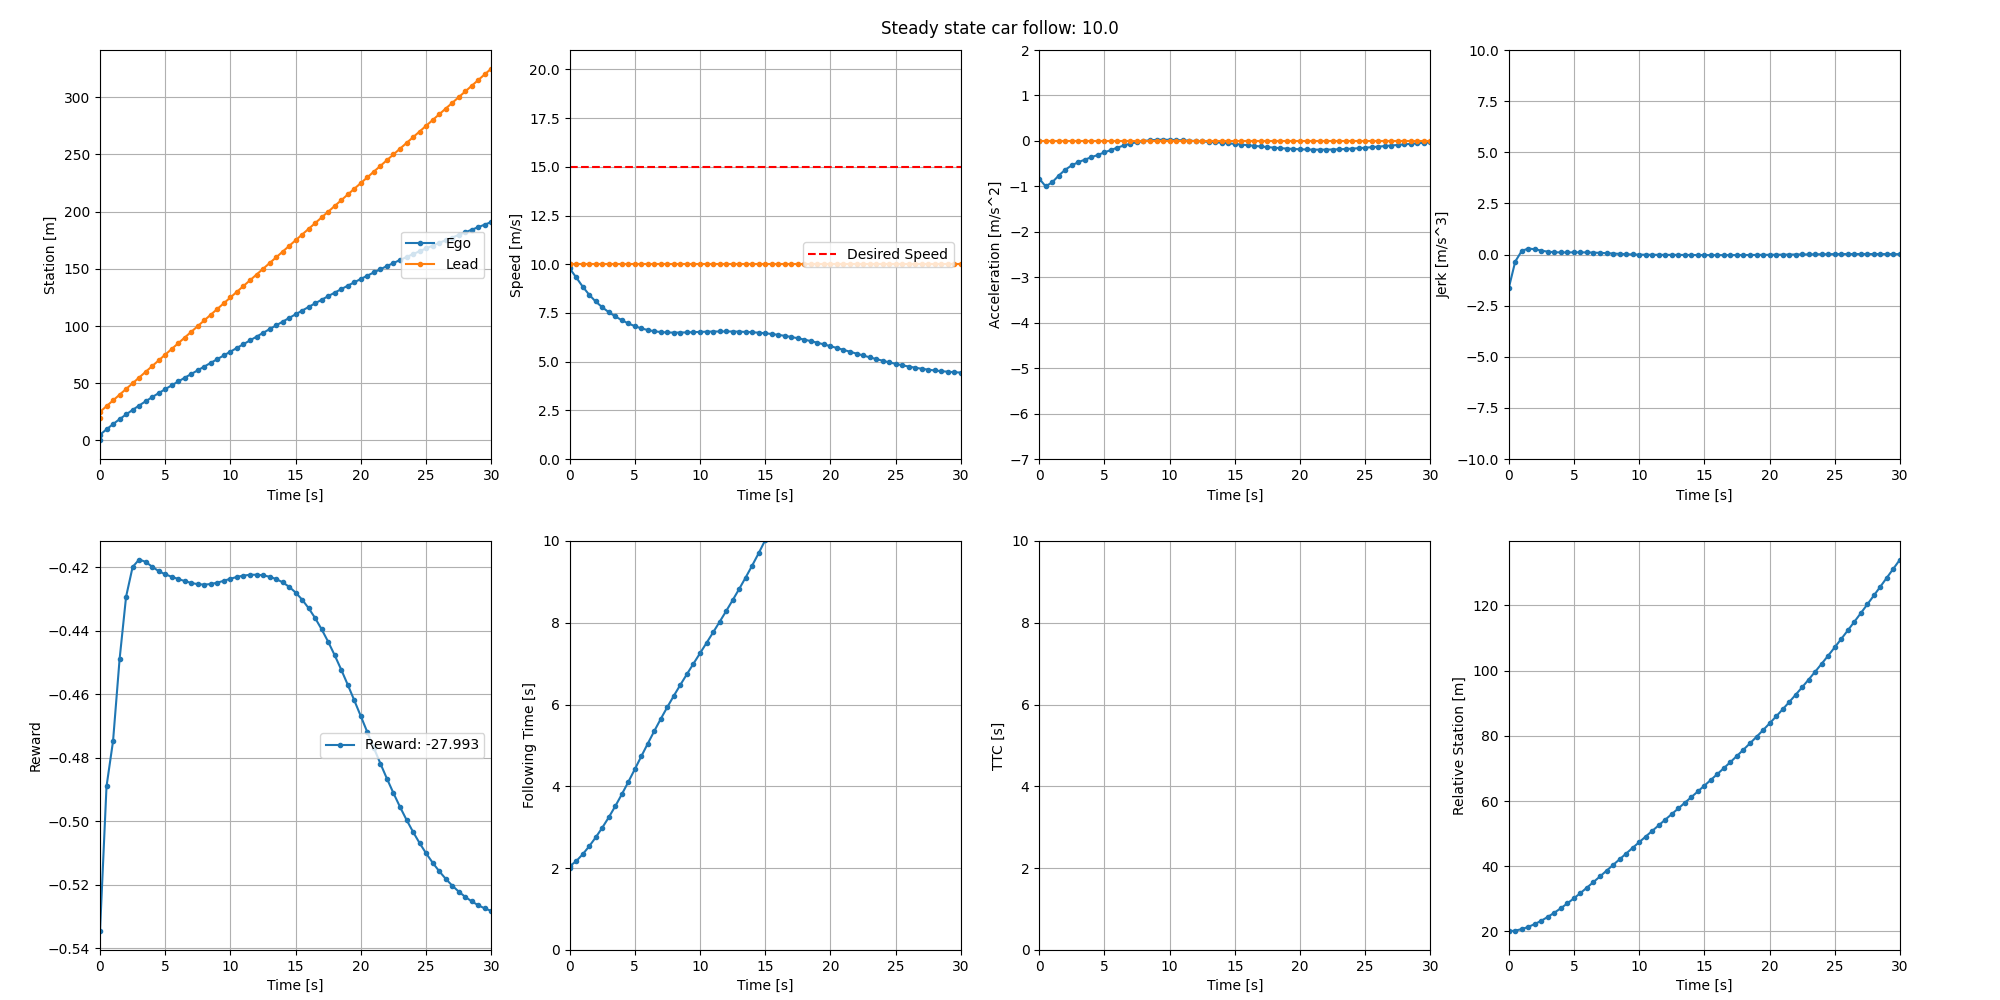 Steady state car follow: 10.0
Station [m]
300
250
200
150
100
50
0
Ego
Lead
0 5 10 15 20 25 30
Time [s]
Speed [m/s]
20.0
17.5
15.0
12.5
10.0
7.5
5.0
2.5
0.0
Desired Speed
0 5 10 15 20 25 30
Time [s]
Acceleration [m/s^2]
2
1
0
−1
−2
−3
−4
−5
−6
−7
0 5 10 15 20 25 30
Time [s]
Jerk [m/s^3]
10.0
7.5
5.0
2.5
0.0
−2.5
−5.0
−7.5
−10.0
0 5 10 15 20 25 30
Time [s]
Reward
−0.42
−0.44
−0.46
−0.48
−0.50
−0.52
−0.54
Reward: -27.993
0 5 10 15 20 25 30
Time [s]
Following Time [s]
10
8
6
4
2
0
0 5 10 15 20 25 30
Time [s]
TTC [s]
10
8
6
4
2
0
0 5 10 15 20 25 30
Time [s]
Relative Station [m]
120
100
80
60
40
20
0 5 10 15 20 25 30
Time [s]